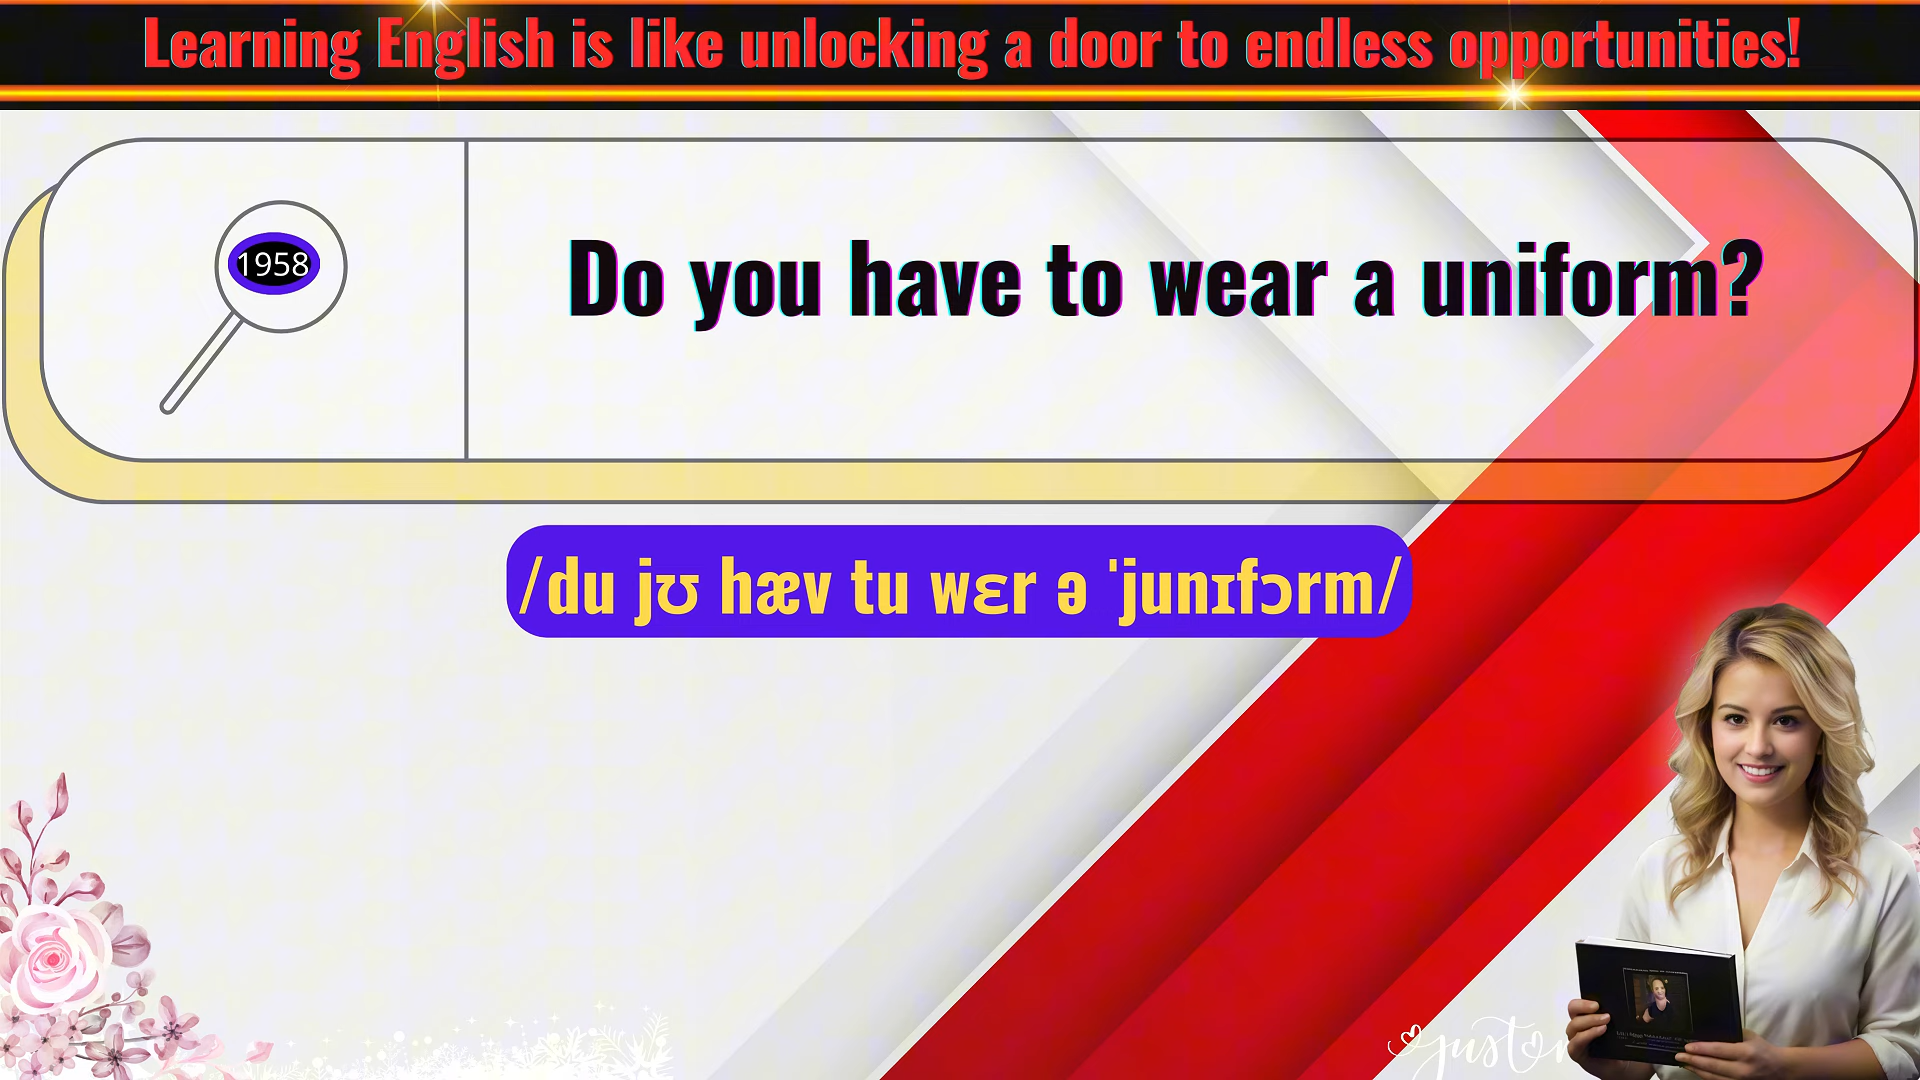 Learning English is like unlocking a door to endless opportunities!
1958
Do you have to wear a uniform?
/du jʊ hæv tu wɛr ə ˈjunɪfɔrm/